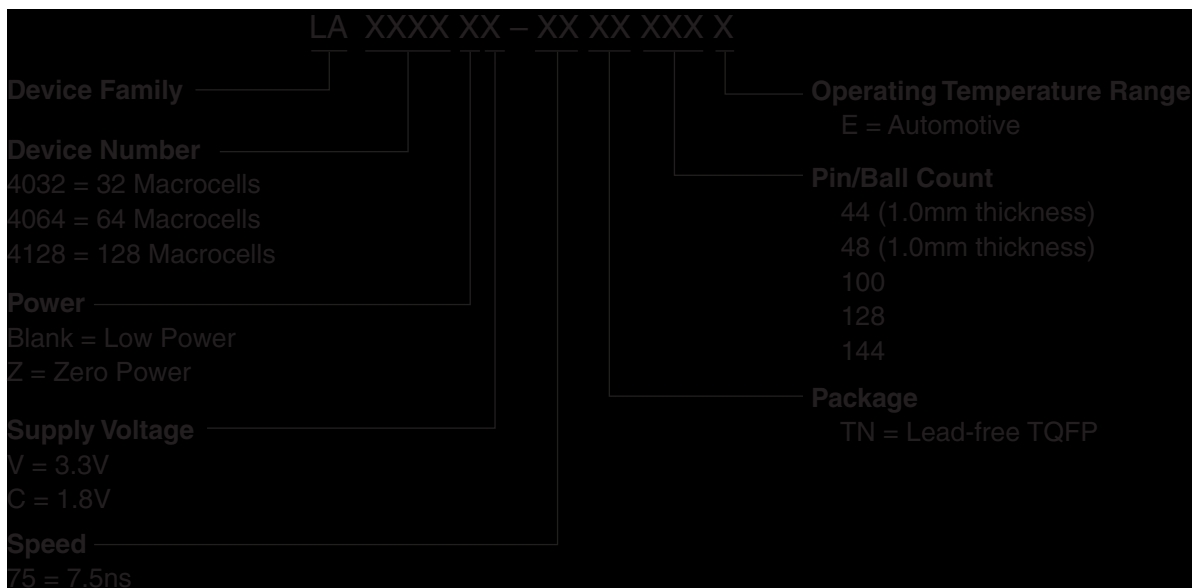 LA XXXX XX – XX XX XXX X
Device Family
Device Number
4032 = 32 Macrocells
4064 = 64 Macrocells
4128 = 128 Macrocells
Power
Blank = Low Power
Z = Zero Power
Supply Voltage
V = 3.3V
C = 1.8V
Speed
75 = 7.5ns
Operating Temperature Range
E = Automotive
Pin/Ball Count
44 (1.0mm thickness)
48 (1.0mm thickness)
100
128
144
Package
TN = Lead-free TQFP